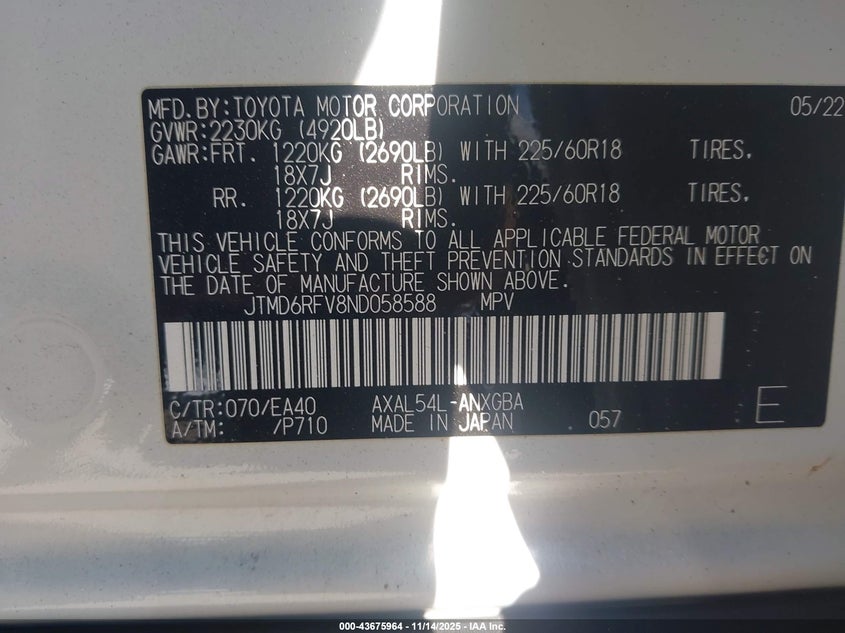 MFD.BY:TOYOTA MOTOR CORPORATION 05/22
GVWR:2230KG (4920LB)
GAWR:FRT. 1220KG (2690LB) WITH 225/60R18 TIRES,
18X7J RIMS.
RR. 1220KG (2690LB) WITH 225/60R18 TIRES,
18X7J RIMS.
THIS VEHICLE CONFORMS TO ALL APPLICABLE FEDERAL MOTOR
VEHICLE SAFETY AND THEFT PREVENTION STANDARDS IN EFFECT ON
THE DATE OF MANUFACTURE SHOWN ABOVE.
JTMD6RFV8ND058588 MPV
C/TR:070/EA40 AXAL54L-ANXGBA E
A/TM: /P710 MADE IN JAPAN 057
000-43675964 - 11/14/2025 - IAA Inc.